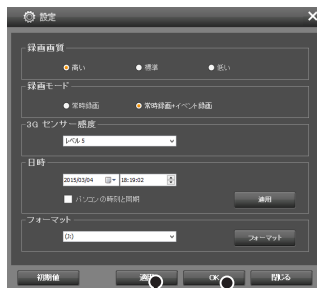 設定
録画画質
高い 標準 低い
録画モード
常時録画 常時録画+イベント録画
3G センサー感度
レベル 5
日時
2015/03/04 18:19:02
パソコンの時刻と同期 適用
フォーマット
(J:) フォーマット
初期値 適用 OK 閉じる